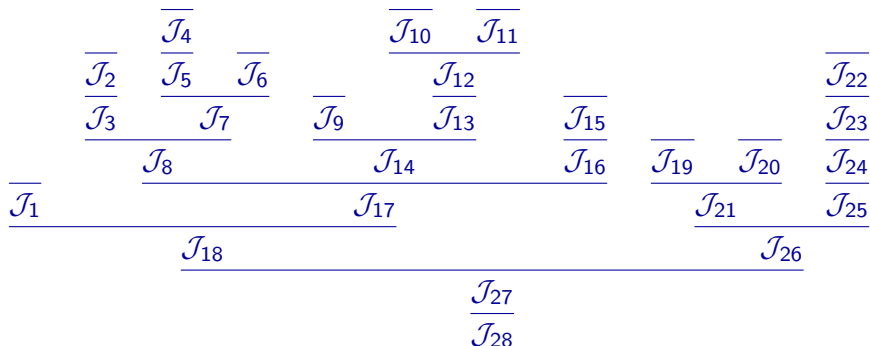 𝒥₄ 𝒥₁₀ 𝒥₁₁
𝒥₂ 𝒥₅ 𝒥₆ 𝒥₁₂ 𝒥₂₂
𝒥₃ 𝒥₇ 𝒥₉ 𝒥₁₃ 𝒥₁₅ 𝒥₂₃
𝒥₈ 𝒥₁₄ 𝒥₁₆ 𝒥₁₉ 𝒥₂₀ 𝒥₂₄
𝒥₁ 𝒥₁₇ 𝒥₂₁ 𝒥₂₅
𝒥₁₈ 𝒥₂₆
𝒥₂₇
𝒥₂₈